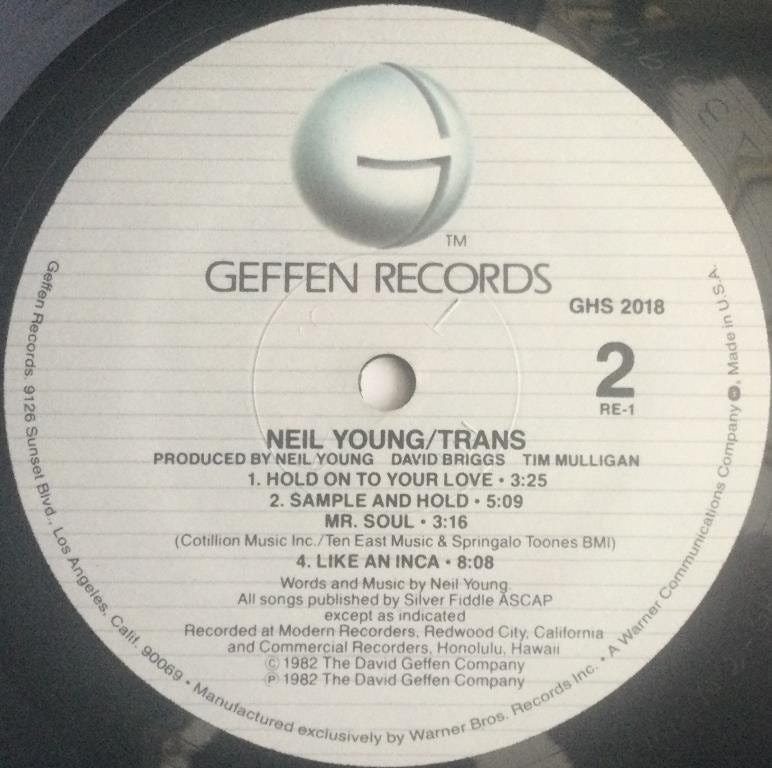 TM
GEFFEN RECORDS
GHS 2018
2
RE-1
NEIL YOUNG/TRANS
PRODUCED BY NEIL YOUNG DAVID BRIGGS TIM MULLIGAN
1. HOLD ON TO YOUR LOVE • 3:25
2. SAMPLE AND HOLD • 5:09
MR. SOUL • 3:16
(Cotillion Music Inc./Ten East Music & Springalo Toones BMI)
4. LIKE AN INCA • 8:08
Words and Music by Neil Young
All songs published by Silver Fiddle ASCAP
except as indicated
Recorded at Modern Recorders, Redwood City, California
and Commercial Recorders, Honolulu, Hawaii
© 1982 The David Geffen Company
℗ 1982 The David Geffen Company
Geffen Records, 9126 Sunset Blvd., Los Angeles, Calif. 90069 • Manufactured exclusively by Warner Bros. Records Inc. • A Warner Communications Company, Made in U.S.A.